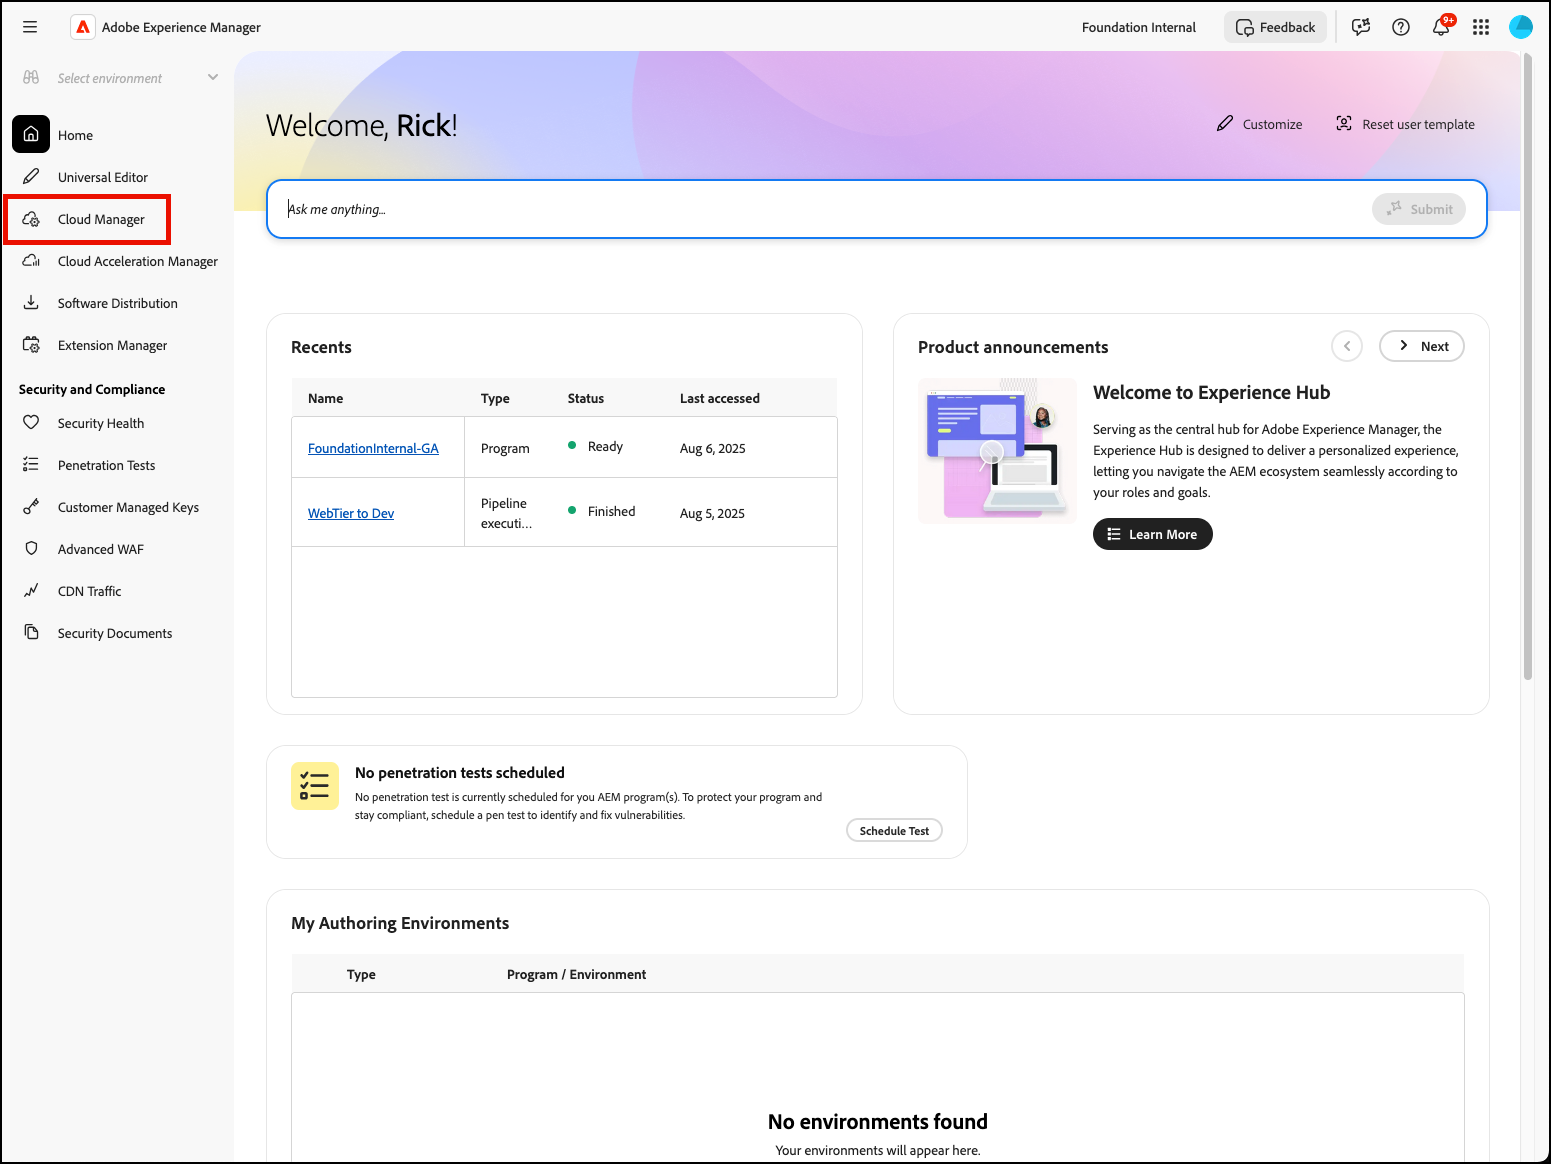 Adobe Experience Manager
Foundation Internal
Feedback
9+
Select environment
Home
Universal Editor
Cloud Manager
Cloud Acceleration Manager
Software Distribution
Extension Manager
Security and Compliance
Security Health
Penetration Tests
Customer Managed Keys
Advanced WAF
CDN Traffic
Security Documents
Welcome, Rick!
Customize
Reset user template
Ask me anything...
Submit
Recents
Name Type Status Last accessed
FoundationInternal-GA Program Ready Aug 6, 2025
WebTier to Dev Pipeline executi... Finished Aug 5, 2025
Product announcements
Next
Welcome to Experience Hub
Serving as the central hub for Adobe Experience Manager, the
Experience Hub is designed to deliver a personalized experience,
letting you navigate the AEM ecosystem seamlessly according to
your roles and goals.
Learn More
No penetration tests scheduled
No penetration test is currently scheduled for you AEM program(s). To protect your program and
stay compliant, schedule a pen test to identify and fix vulnerabilities.
Schedule Test
My Authoring Environments
Type Program / Environment
No environments found
Your environments will appear here.